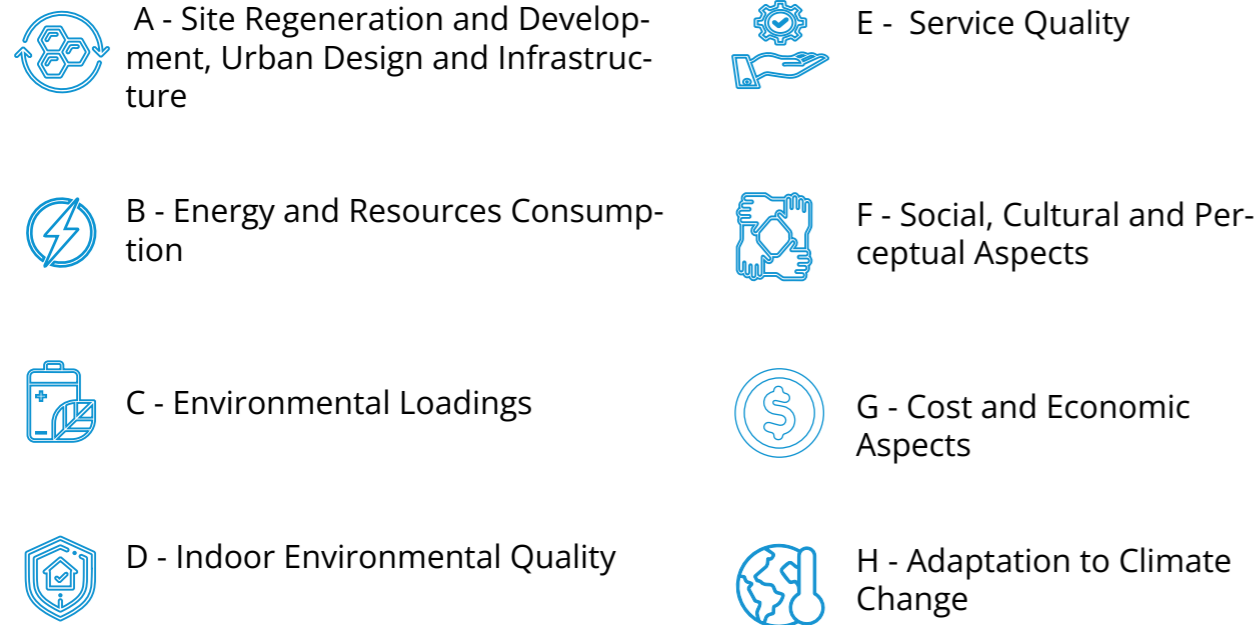 A - Site Regeneration and Develop-
ment, Urban Design and Infrastruc-
ture
B - Energy and Resources Consump-
tion
C - Environmental Loadings
D - Indoor Environmental Quality
E - Service Quality
F - Social, Cultural and Per-
ceptual Aspects
G - Cost and Economic
Aspects
H - Adaptation to Climate
Change